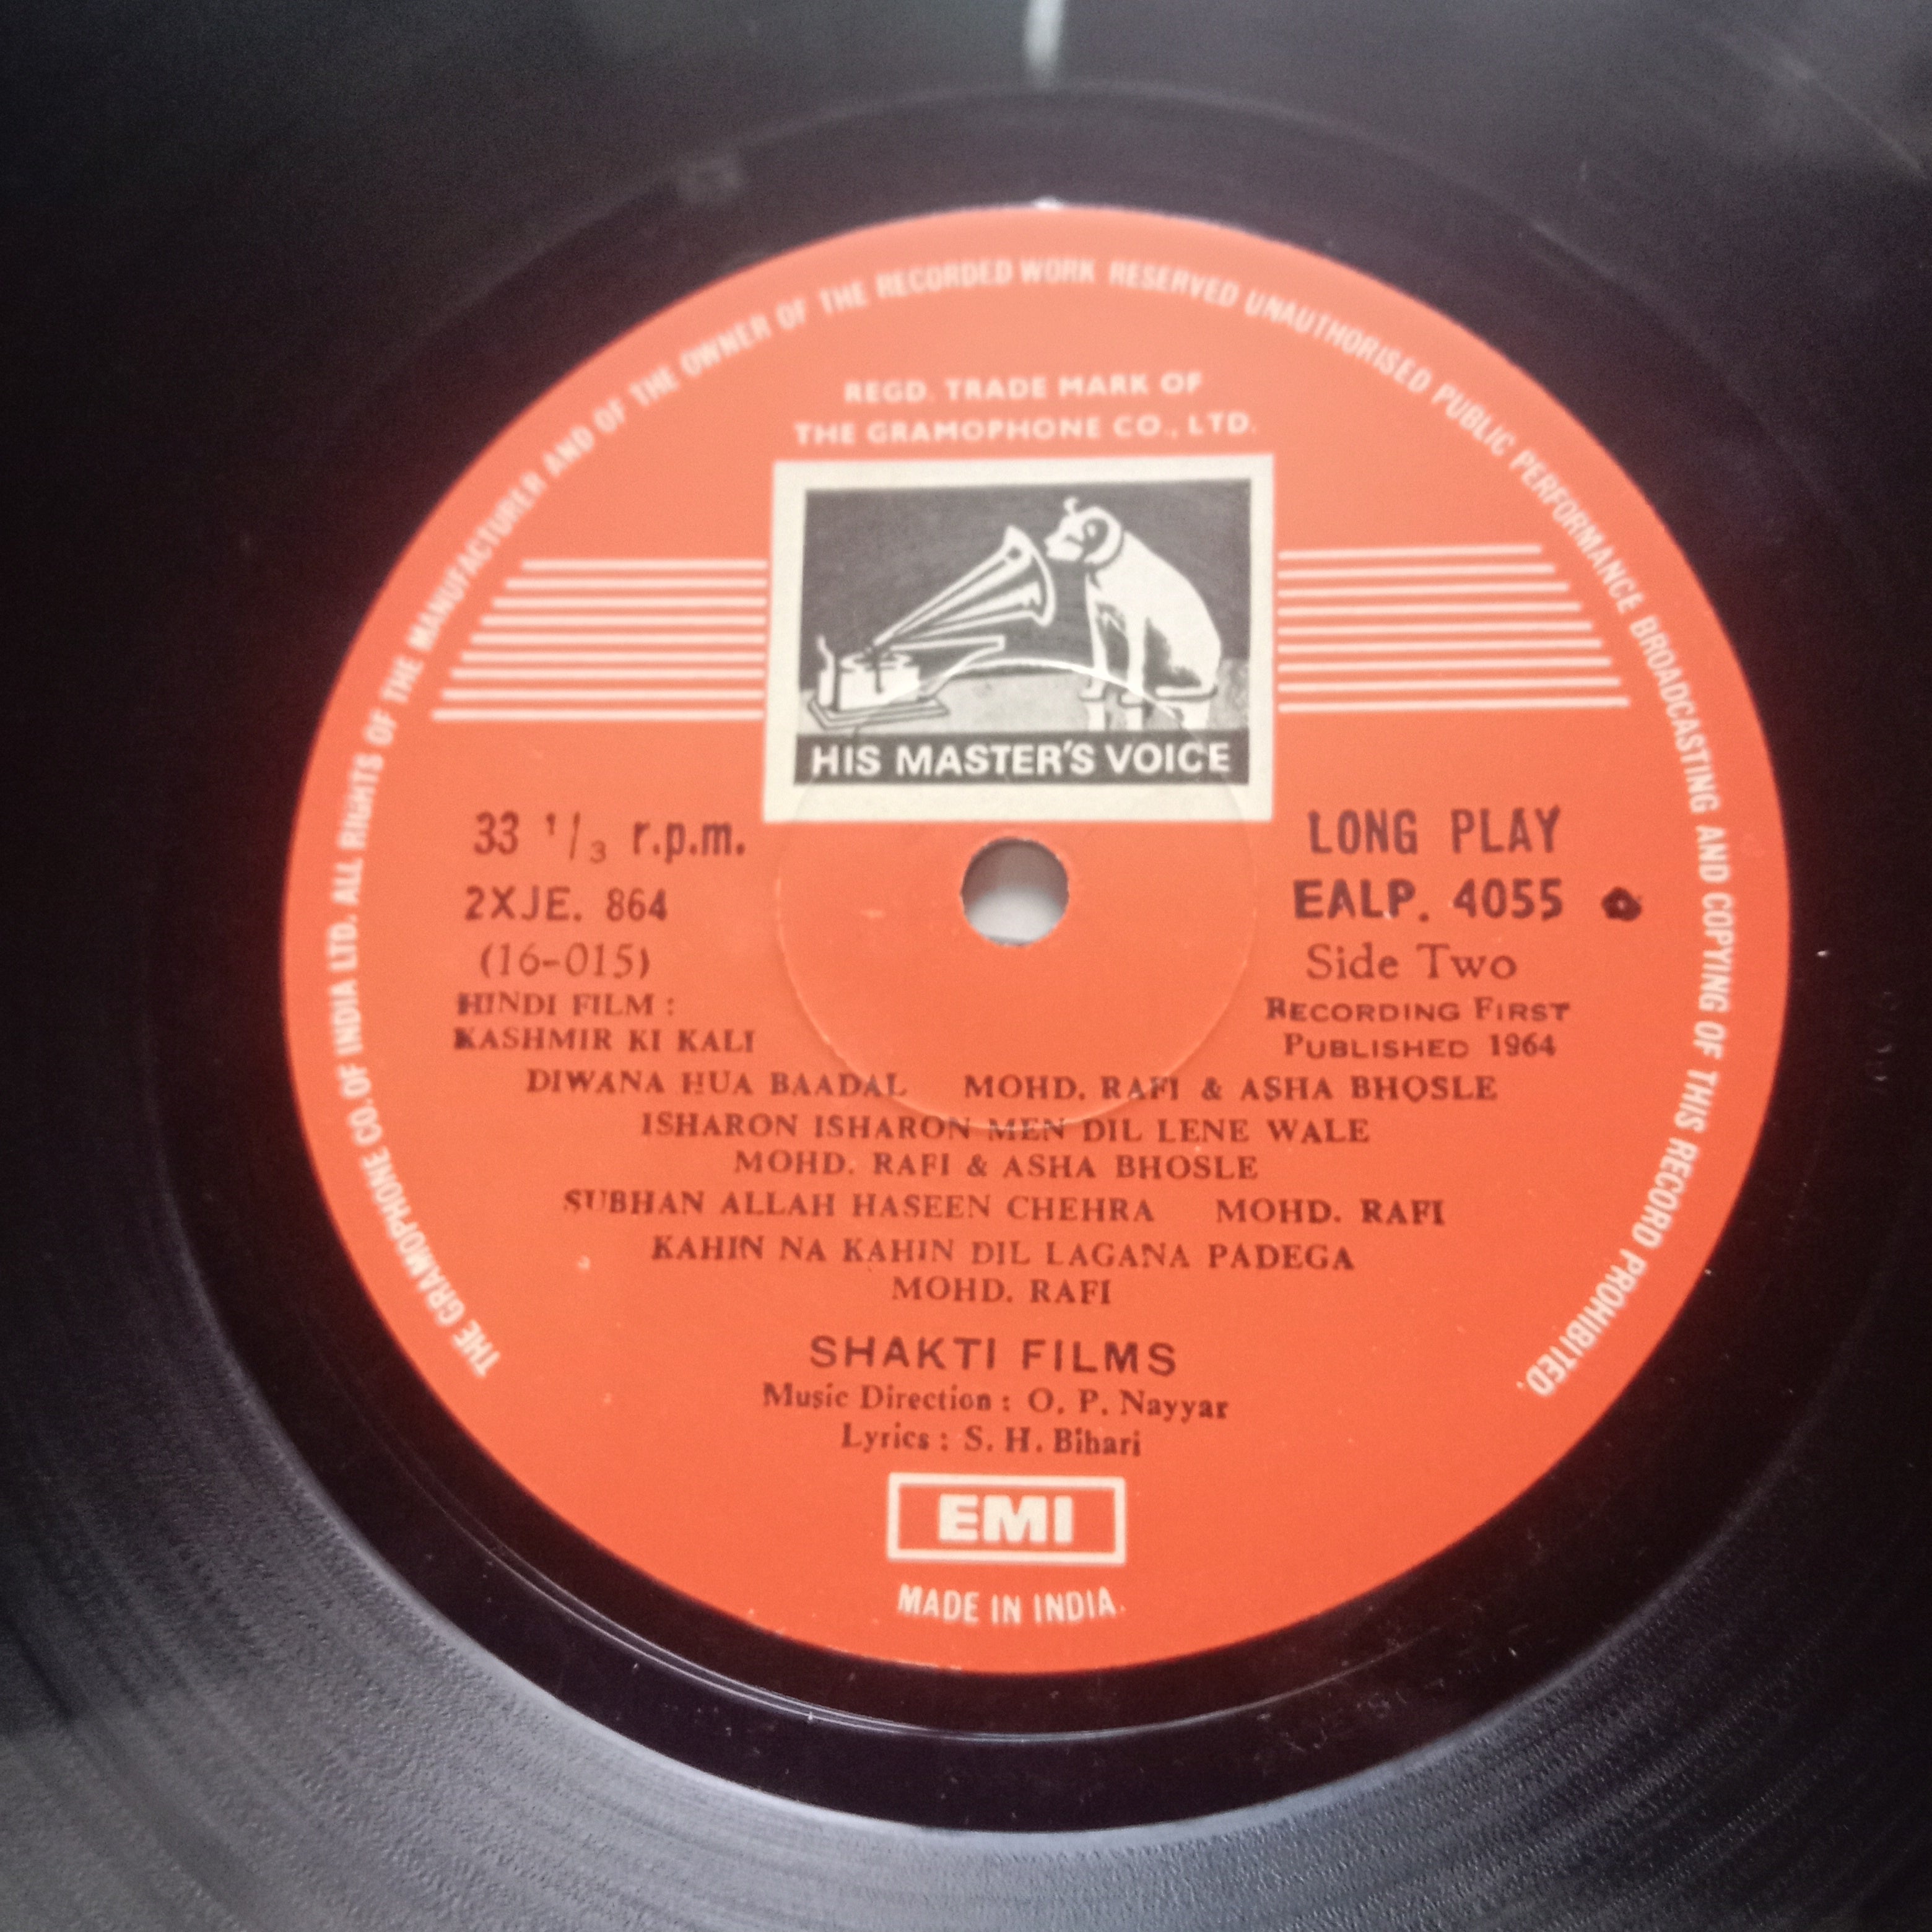 THE GRAMOPHONE CO. OF INDIA LTD. ALL RIGHTS OF THE MANUFACTURER AND OF THE OWNER OF THE RECORDED WORK RESERVED UNAUTHORISED PUBLIC PERFORMANCE BROADCASTING AND COPYING OF THIS RECORD PROHIBITED.
REGD. TRADE MARK OF
THE GRAMOPHONE CO., LTD.
HIS MASTER'S VOICE
33 1/3 r.p.m.
2XJE. 864
(16-015)
HINDI FILM :
KASHMIR KI KALI
LONG PLAY
EALP. 4055
Side Two
RECORDING FIRST
PUBLISHED 1964
DIWANA HUA BAADAL MOHD. RAFI & ASHA BHOSLE
ISHARON ISHARON MEN DIL LENE WALE
MOHD. RAFI & ASHA BHOSLE
SUBHAN ALLAH HASEEN CHEHRA MOHD. RAFI
KAHIN NA KAHIN DIL LAGANA PADEGA
MOHD. RAFI
SHAKTI FILMS
Music Direction : O. P. Nayyar
Lyrics : S. H. Bihari
EMI
MADE IN INDIA.